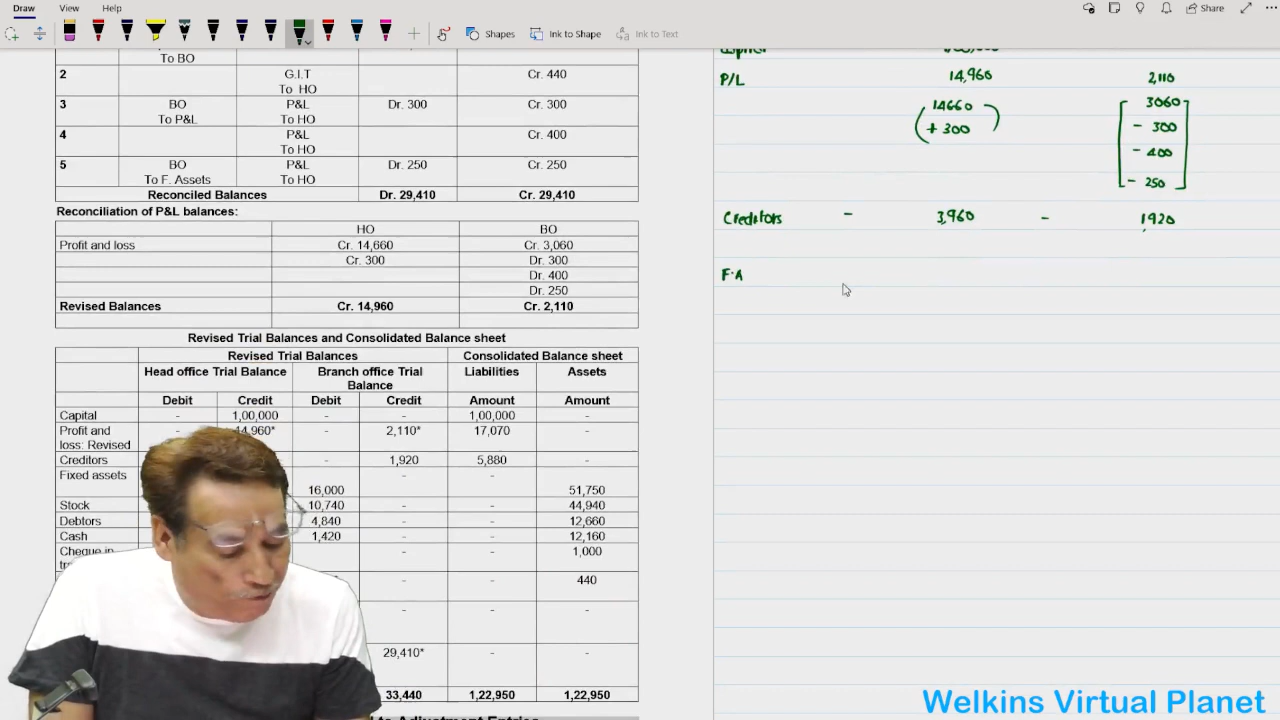 Draw View Help
Share
Shapes Ink to Shape Ink to Text
To BO
2 G.I.T Cr. 440
To HO
3 BO P&L Dr. 300 Cr. 300
To P&L To HO
4 P&L Cr. 400
To HO
5 BO P&L Dr. 250 Cr. 250
To F. Assets To HO
Reconciled Balances Dr. 29,410 Cr. 29,410
Reconciliation of P&L balances:
HO BO
Profit and loss Cr. 14,660 Cr. 3,060
Cr. 300 Dr. 300
Dr. 400
Dr. 250
Revised Balances Cr. 14,960 Cr. 2,110
Revised Trial Balances and Consolidated Balance sheet
Revised Trial Balances Consolidated Balance sheet
Head office Trial Balance Branch office Trial Balance Liabilities Assets
Debit Credit Debit Credit Amount Amount
Capital - 1,00,000 - - 1,00,000 -
Profit and loss: Revised - 14,960* - 2,110* 17,070 -
Creditors - 1,920 5,880 -
Fixed assets - -
16,000 51,750
Stock 10,740 - - 44,940
Debtors 4,840 - - 12,660
Cash 1,420 - - 12,160
Cheque in - - 1,000
- - 440
- - -
29,410* - -
33,440 1,22,950 1,22,950
to Adjustment Entries
P/L 14,960 2,110
14660 3060
+ 300 - 300
- 400
- 250
Creditors - 3,960 - 1,920
F.A
Welkins Virtual Planet